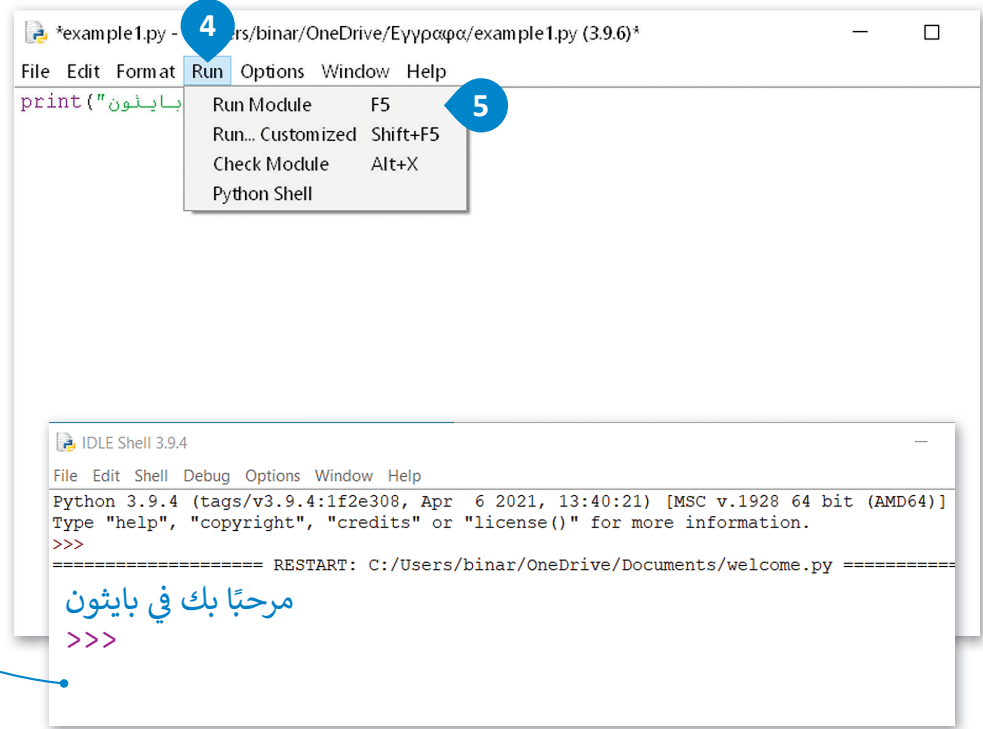 *example1.py - rs/binar/OneDrive/Εγγραφα/example1.py (3.9.6)*
4
File Edit Format Run Options Window Help
print("بايثون
Run Module F5
5
Run... Customized Shift+F5
Check Module Alt+X
Python Shell
IDLE Shell 3.9.4
File Edit Shell Debug Options Window Help
Python 3.9.4 (tags/v3.9.4:1f2e308, Apr 6 2021, 13:40:21) [MSC v.1928 64 bit (AMD64)]
Type "help", "copyright", "credits" or "license()" for more information.
>>>
==================== RESTART: C:/Users/binar/OneDrive/Documents/welcome.py ===========
مرحبًا بك في بايثون
>>>